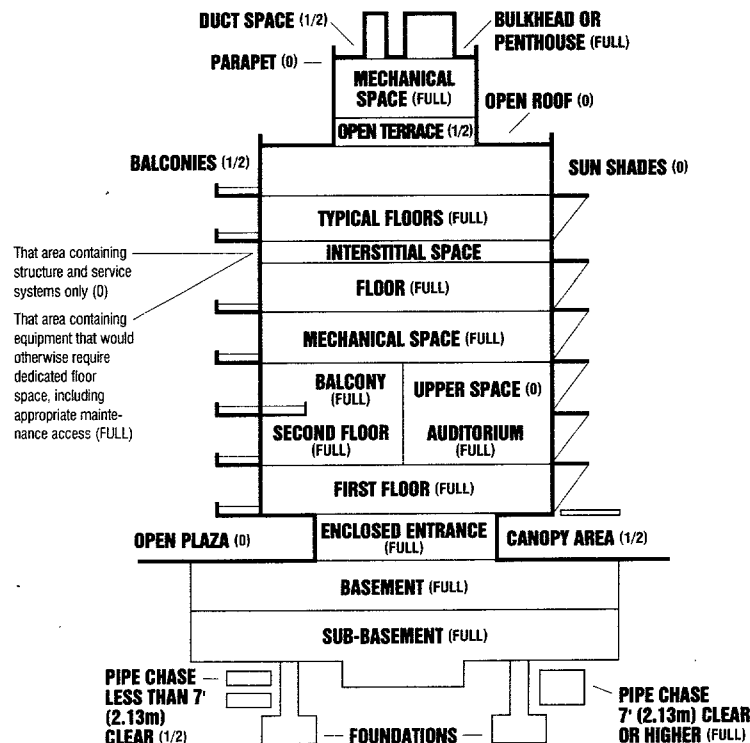 DUCT SPACE (1/2)
BULKHEAD OR
PENTHOUSE (FULL)
PARAPET (0)
MECHANICAL
SPACE (FULL)
OPEN ROOF (0)
OPEN TERRACE (1/2)
BALCONIES (1/2)
SUN SHADES (0)
TYPICAL FLOORS (FULL)
INTERSTITIAL SPACE
That area containing
structure and service
systems only (0)
FLOOR (FULL)
That area containing
equipment that would
otherwise require
dedicated floor
space, including
appropriate mainte-
nance access (FULL)
MECHANICAL SPACE (FULL)
BALCONY
(FULL)
UPPER SPACE (0)
SECOND FLOOR
(FULL)
AUDITORIUM
(FULL)
FIRST FLOOR (FULL)
OPEN PLAZA (0)
ENCLOSED ENTRANCE
(FULL)
CANOPY AREA (1/2)
BASEMENT (FULL)
SUB-BASEMENT (FULL)
PIPE CHASE
LESS THAN 7'
(2.13m)
CLEAR (1/2)
FOUNDATIONS
PIPE CHASE
7' (2.13m) CLEAR
OR HIGHER (FULL)